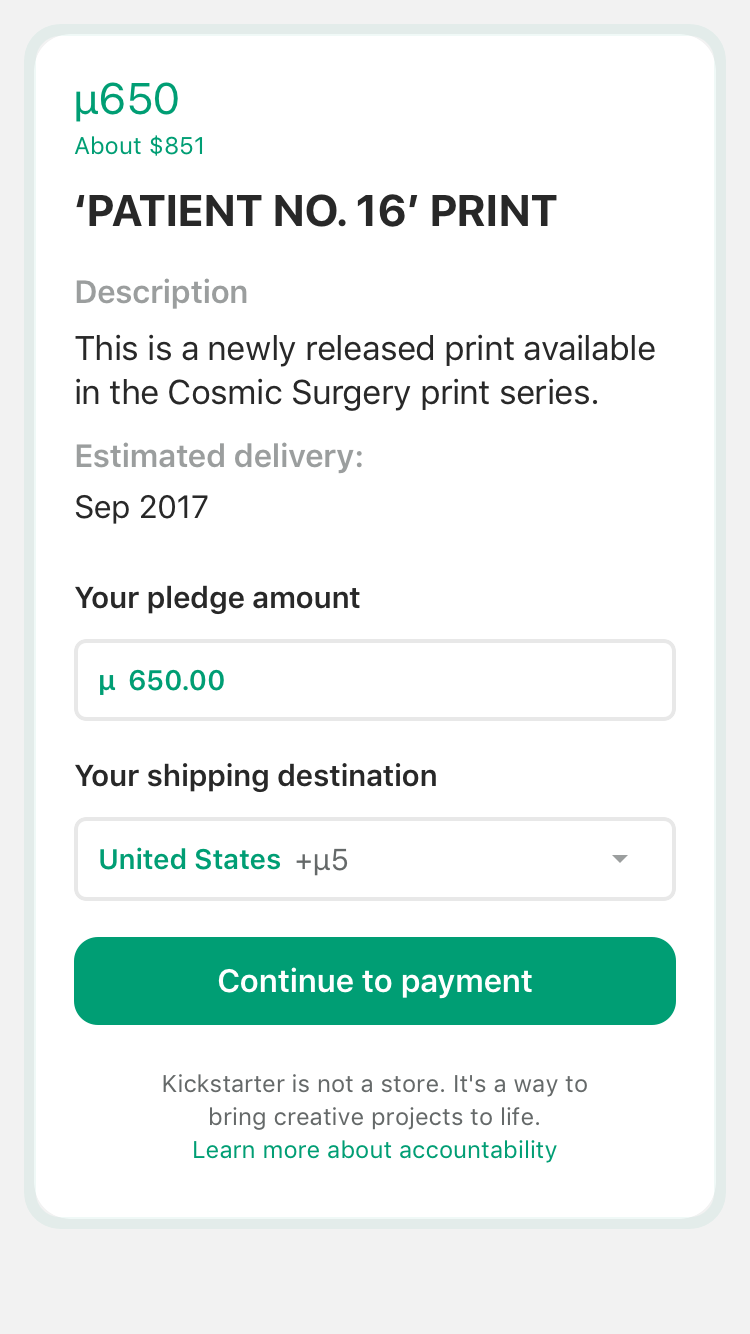 µ650
About $851
‘PATIENT NO. 16’ PRINT
Description
This is a newly released print available
in the Cosmic Surgery print series.
Estimated delivery:
Sep 2017
Your pledge amount
µ 650.00
Your shipping destination
United States +µ5
Continue to payment
Kickstarter is not a store. It's a way to
bring creative projects to life.
Learn more about accountability